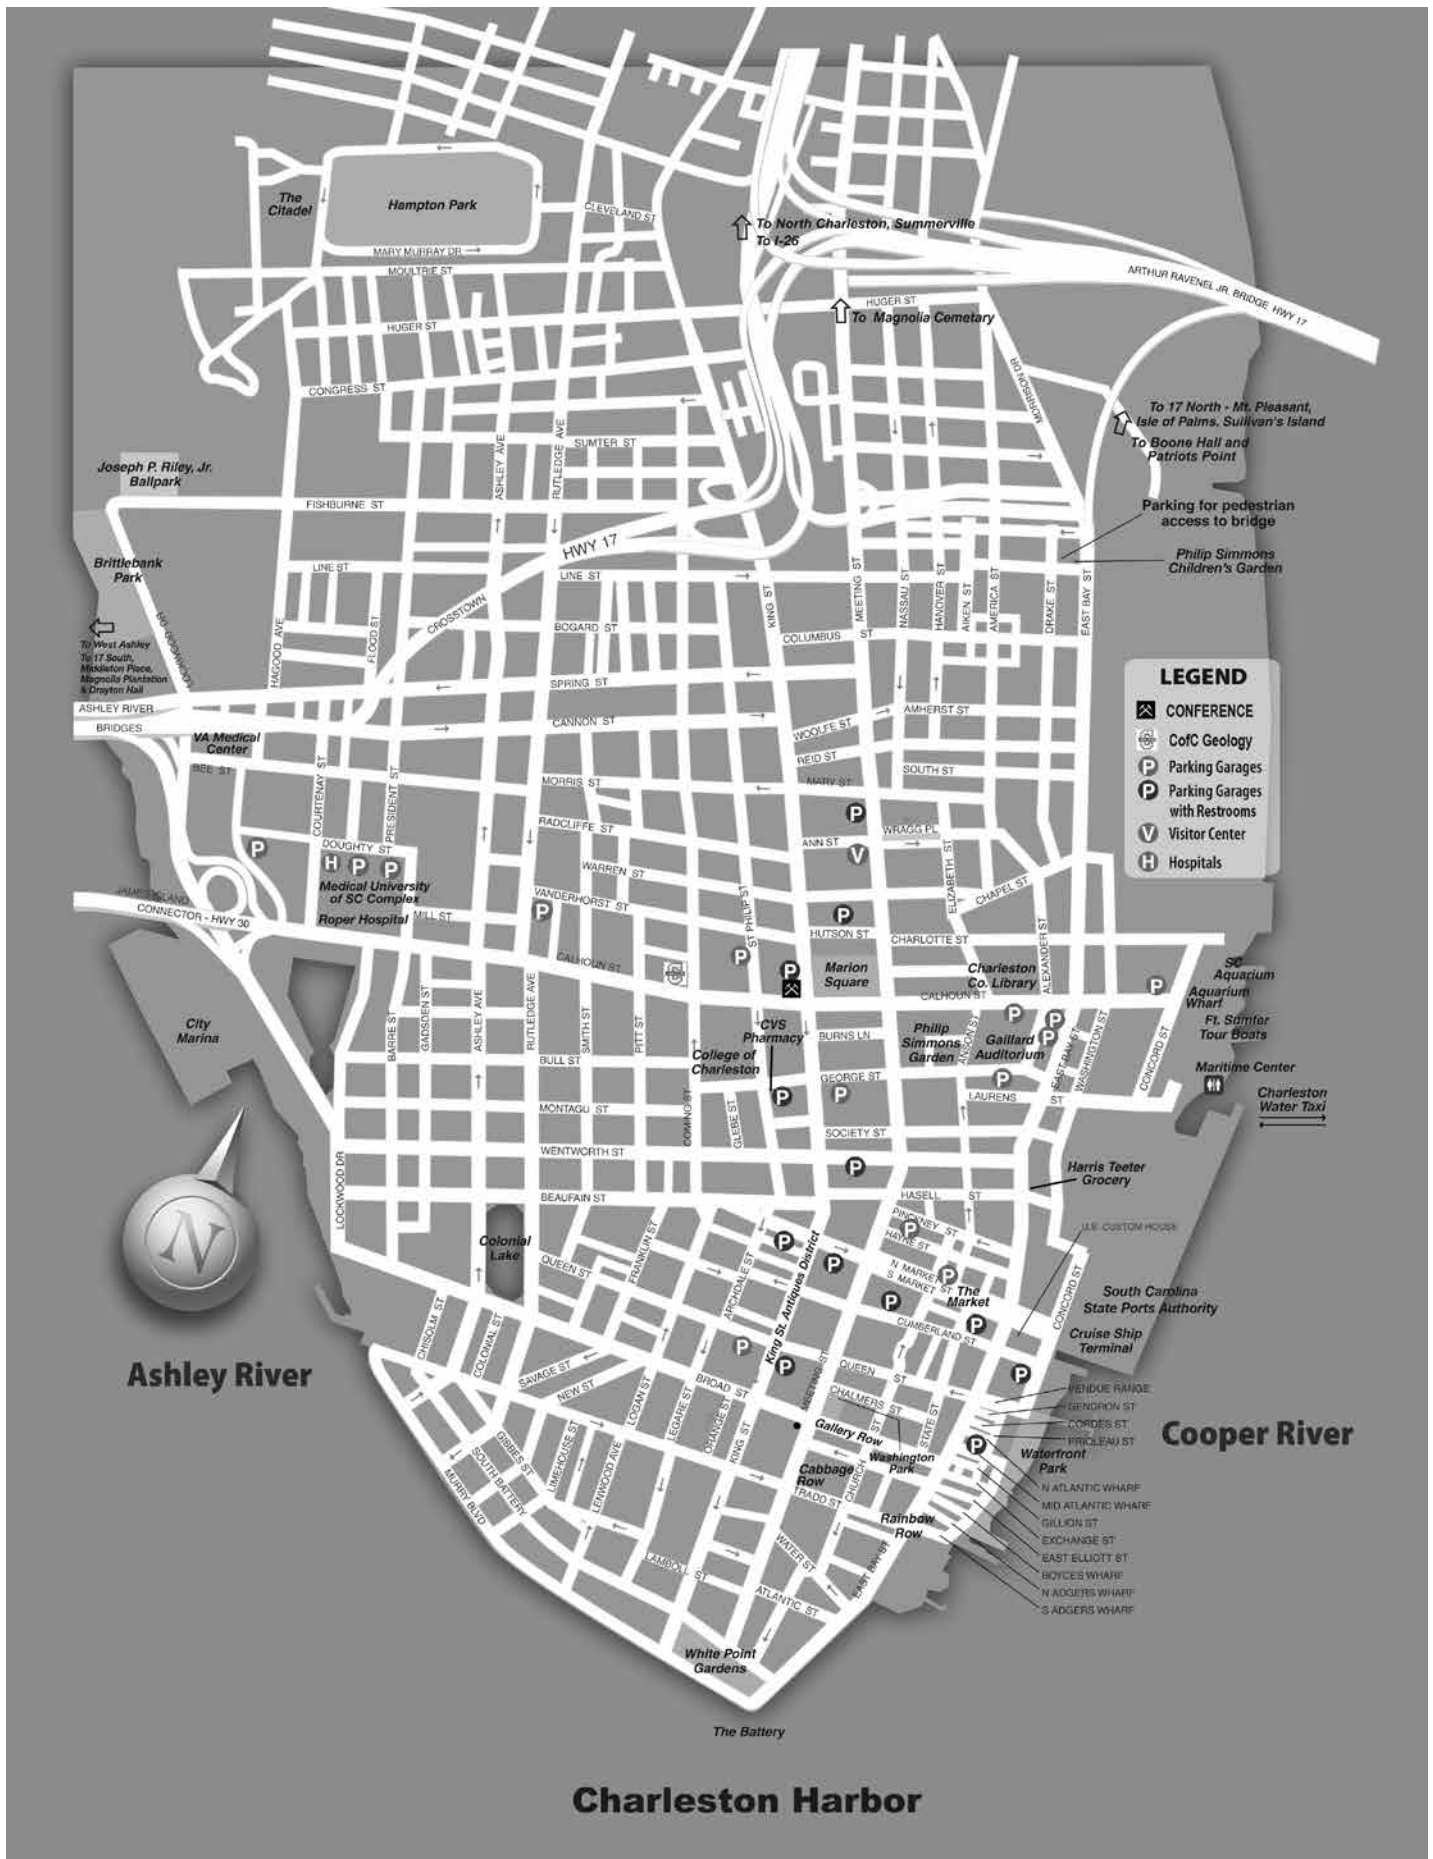 The
Citadel
Hampton Park
CLEVELAND ST
To North Charleston, Summerville
To I-26
MARY MURRAY DR
MOULTRIE ST
ARTHUR RAVENEL JR. BRIDGE HWY 17
HUGER ST
To Magnolia Cemetary
HUGER ST
CONGRESS ST
MORRISON DR
To 17 North - Mt. Pleasant,
Isle of Palms, Sullivan's Island
To Boone Hall and
Patriots Point
SUMTER ST
ASHLEY AVE
RUTLEDGE AVE
Joseph P. Riley, Jr.
Ballpark
FISHBURNE ST
Parking for pedestrian
access to bridge
HWY 17
Philip Simmons
Children's Garden
Brittlebank
Park
LINE ST
LINE ST
KING ST
MEETING ST
NASSAU ST
HANOVER ST
AIKEN ST
AMERICA ST
DRAKE ST
EAST BAY ST
CROSSTOWN
BOGARD ST
COLUMBUS ST
LOCKWOOD DR
HAGOOD AVE
FLOOD ST
To West Ashley
To 17 South,
Middleton Place,
Magnolia Plantation
& Drayton Hall
SPRING ST
ASHLEY RIVER
BRIDGES
CANNON ST
WOOLFE ST
AMHERST ST
LEGEND
CONFERENCE
CofC Geology
P Parking Garages
P Parking Garages
with Restrooms
V Visitor Center
H Hospitals
VA Medical
Center
BEE ST
REID ST
SOUTH ST
COURTENAY ST
PRESIDENT ST
MORRIS ST
MARY ST
P
RADCLIFFE ST
WRAGG PL
ANN ST
V
P
DOUGHTY ST
H P P
WARREN ST
ELIZABETH ST
CHAPEL ST
Medical University
of SC Complex
JAMES ISLAND
CONNECTOR - HWY 30
Roper Hospital
MILL ST
VANDERHORST ST
P
ST PHILIP ST
P
HUTSON ST
CHARLOTTE ST
ALEXANDER ST
CALHOUN ST
P
P
Marion
Square
Charleston
Co. Library
SC
Aquarium
Aquarium
Wharf
P
CALHOUN ST
Ft. Sumter
Tour Boats
City
Marina
BARRE ST
GADSDEN ST
ASHLEY AVE
RUTLEDGE AVE
SMITH ST
PITT ST
CVS
Pharmacy
BURNS LN
Philip
Simmons
Garden
ANSON ST
Gaillard
Auditorium
P
P
P
EAST BAY ST
WASHINGTON ST
CONCORD ST
BULL ST
College of
Charleston
GEORGE ST
P
Maritime Center
P
P
LAURENS ST
Charleston
Water Taxi
MONTAGU ST
COMING ST
GLEBE ST
SOCIETY ST
WENTWORTH ST
P
Harris Teeter
Grocery
N
LOCKWOOD DR
BEAUFAIN ST
HASELL ST
PINCKNEY ST
P
HAYNE ST
U.S. CUSTOM HOUSE
Colonial
Lake
QUEEN ST
FRANKLIN ST
ARCHDALE ST
P
King St. Antiques District
P
N MARKET ST
S MARKET ST
P
The
Market
P
P
CONCORD ST
South Carolina
State Ports Authority
CUMBERLAND ST
Cruise Ship
Terminal
CHISOLM ST
COLONIAL ST
P
P
Ashley River
SAVAGE ST
NEW ST
BROAD ST
MEETING ST
QUEEN ST
P
VENDUE RANGE
GENDRON ST
CORDES ST
PRIOLEAU ST
CHALMERS ST
LOGAN ST
LEGARE ST
ORANGE ST
KING ST
Gallery Row
STATE ST
Cooper River
P
Waterfront
Park
Washington
Park
GIBBES ST
SOUTH BATTERY
MURRY BLVD
LIMEHOUSE ST
LENWOOD AVE
Cabbage
Row
TRADD ST
CHURCH ST
N ATLANTIC WHARF
MID ATLANTIC WHARF
GILLION ST
EXCHANGE ST
EAST ELLIOTT ST
BOYCES WHARF
N ADGERS WHARF
S ADGERS WHARF
Rainbow
Row
WATER ST
EAST BAY ST
LAMBOLL ST
ATLANTIC ST
White Point
Gardens
The Battery
Charleston Harbor